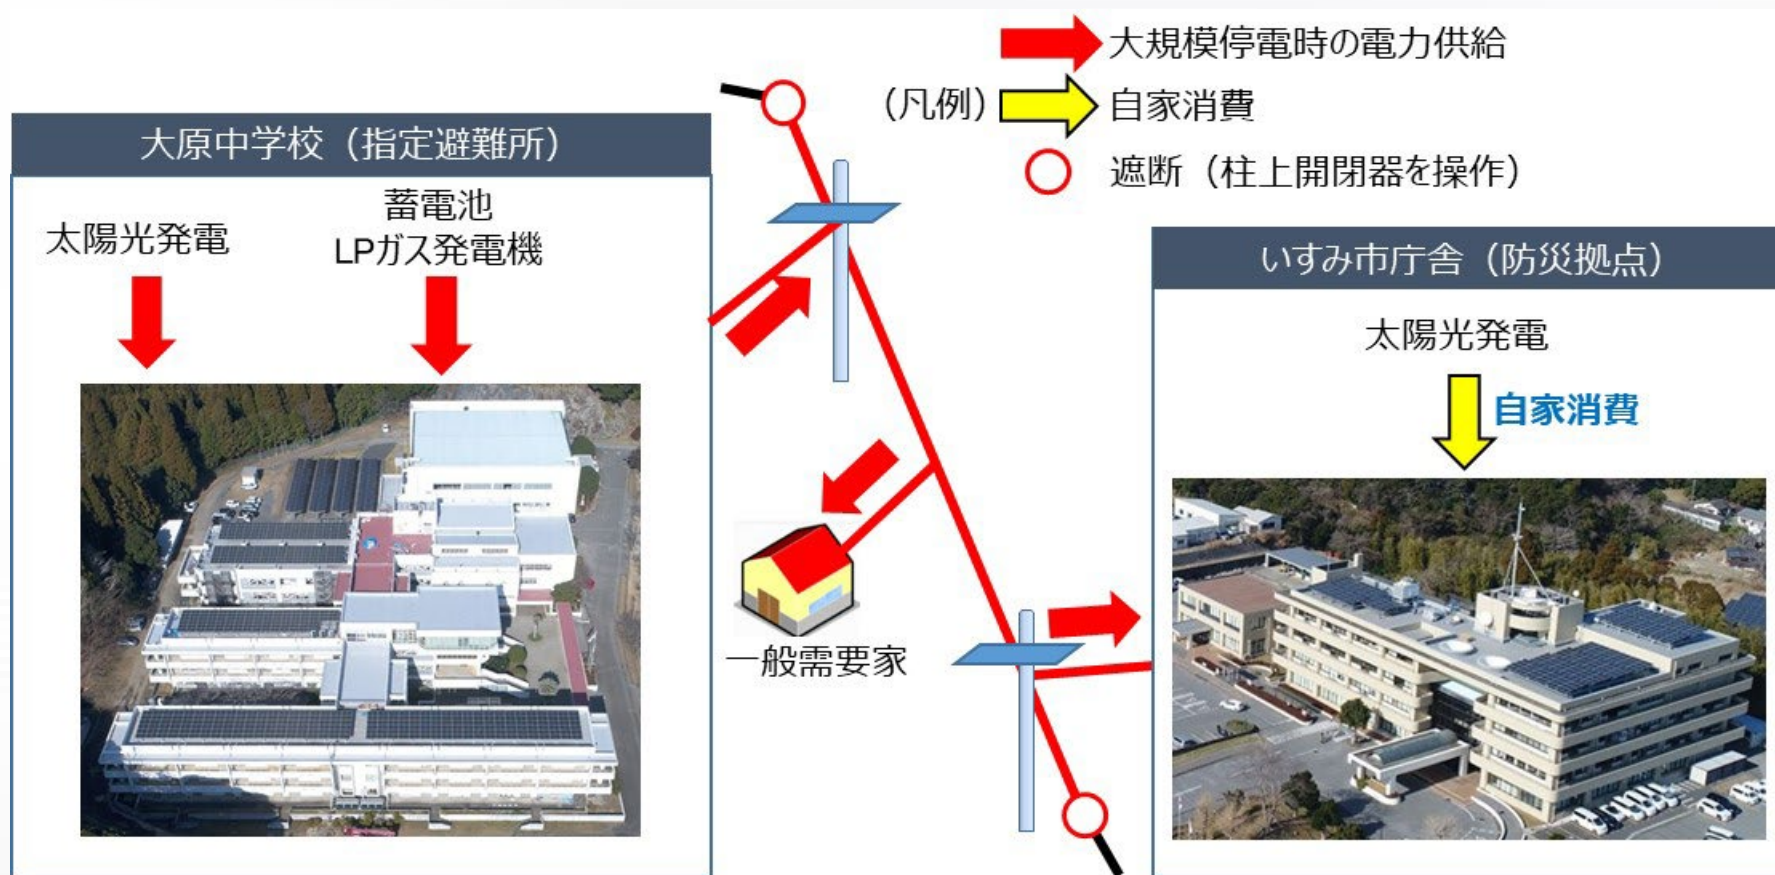 大規模停電時の電力供給
(凡例)
自家消費
遮断（柱上開閉器を操作）
大原中学校（指定避難所）
太陽光発電
蓄電池
LPガス発電機
一般需要家
いすみ市庁舎（防災拠点）
太陽光発電
自家消費